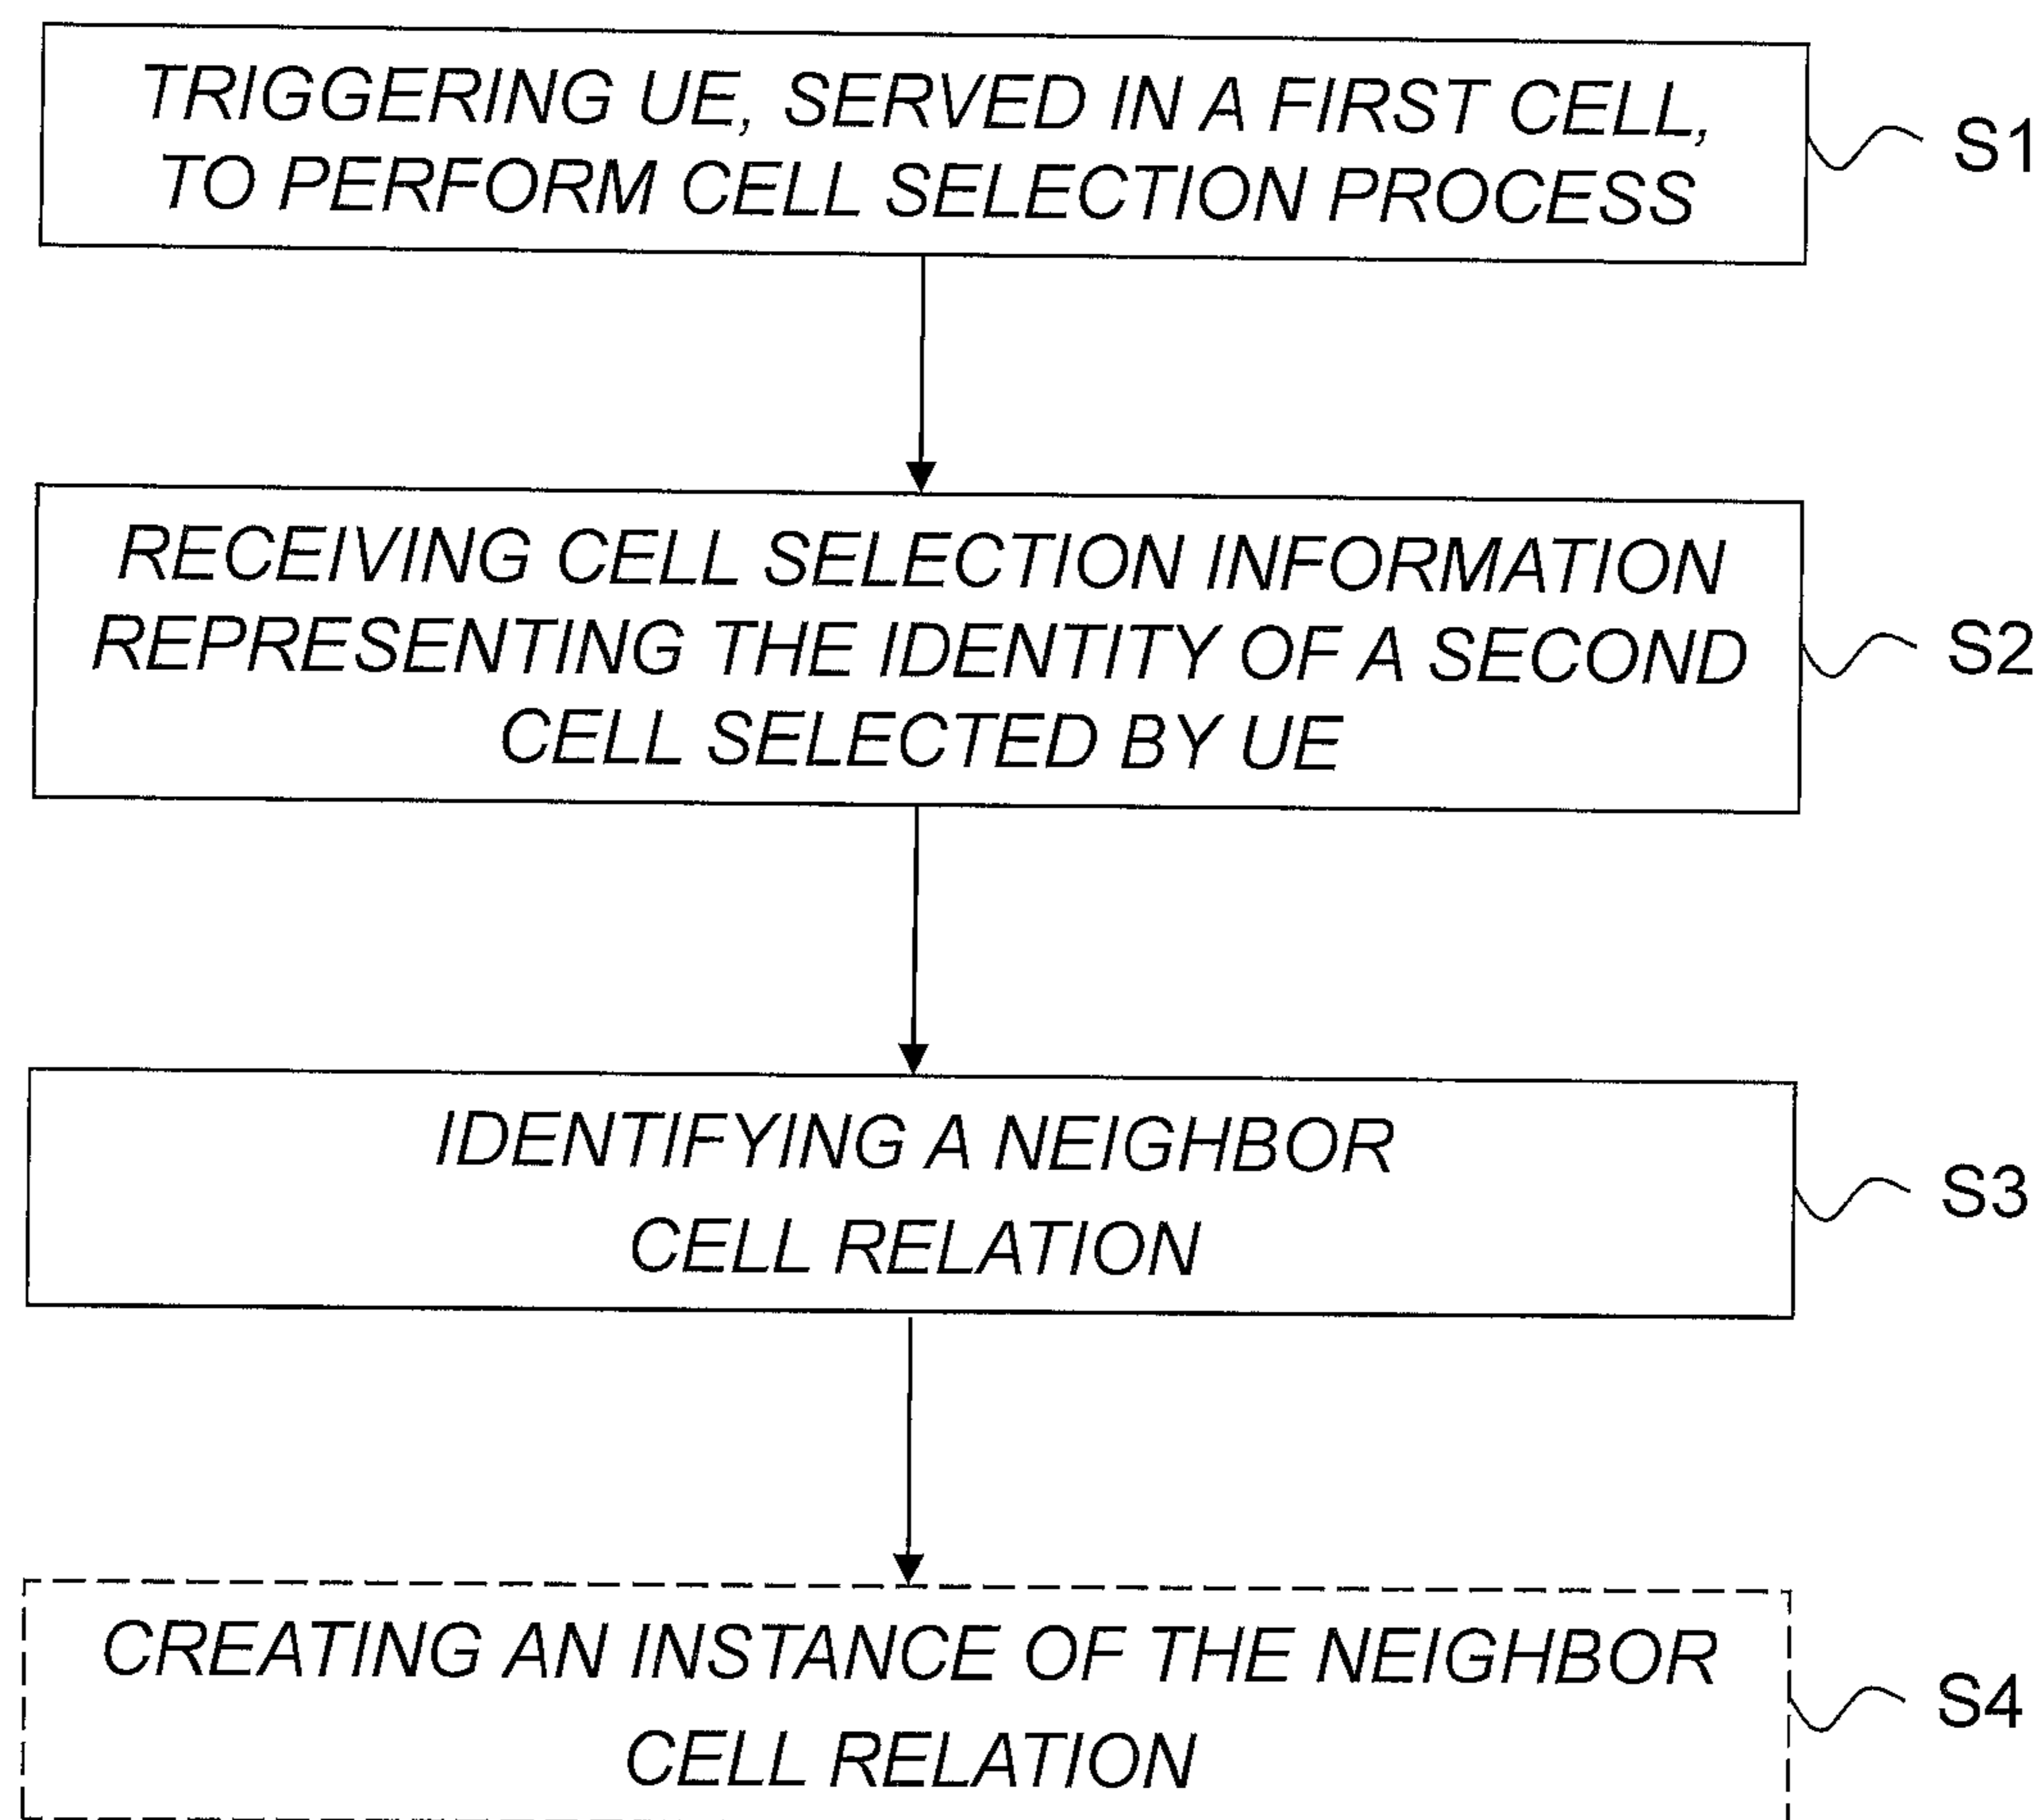 TRIGGERING UE, SERVED IN A FIRST CELL,
TO PERFORM CELL SELECTION PROCESS
S1
RECEIVING CELL SELECTION INFORMATION
REPRESENTING THE IDENTITY OF A SECOND
CELL SELECTED BY UE
S2
IDENTIFYING A NEIGHBOR
CELL RELATION
S3
CREATING AN INSTANCE OF THE NEIGHBOR
CELL RELATION
S4